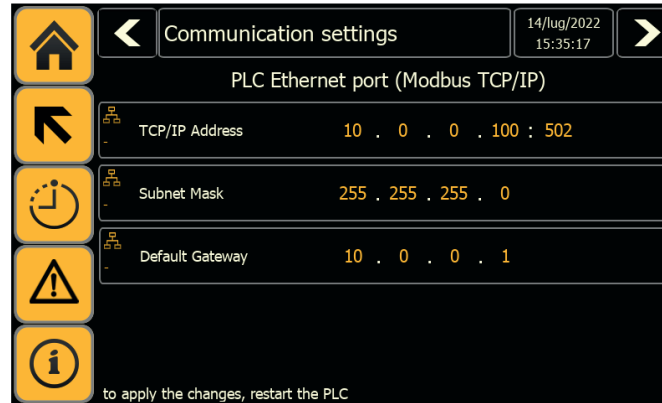 Communication settings
14/lug/2022
15:35:17
PLC Ethernet port (Modbus TCP/IP)
TCP/IP Address 10 . 0 . 0 . 100 : 502
-
Subnet Mask 255 . 255 . 255 . 0
-
Default Gateway 10 . 0 . 0 . 1
-
to apply the changes, restart the PLC